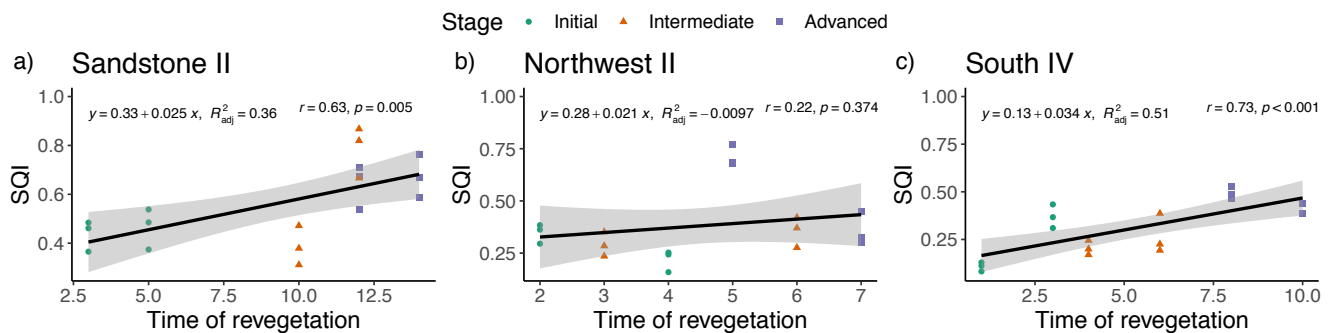 Stage Initial Intermediate Advanced
a) Sandstone II
y = 0.33 + 0.025 x, R²adj = 0.36
r = 0.63, p = 0.005
1.0
0.8
0.6
0.4
SQI
2.5 5.0 7.5 10.0 12.5
Time of revegetation
b) Northwest II
y = 0.28 + 0.021 x, R²adj = −0.0097
r = 0.22, p = 0.374
1.00
0.75
0.50
0.25
SQI
2 3 4 5 6 7
Time of revegetation
c) South IV
y = 0.13 + 0.034 x, R²adj = 0.51
r = 0.73, p < 0.001
1.00
0.75
0.50
0.25
SQI
2.5 5.0 7.5 10.0
Time of revegetation